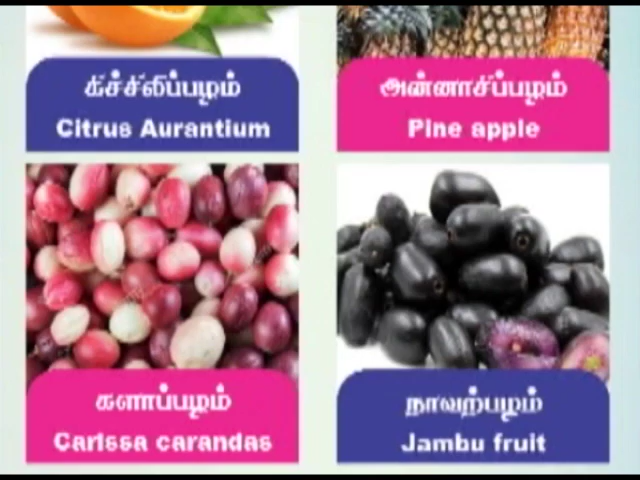 கிச்சிலிப்பழம்
Citrus Aurantium
அன்னாசிப்பழம்
Pine apple
களாப்பழம்
Carissa carandas
நாவற்பழம்
Jambu fruit